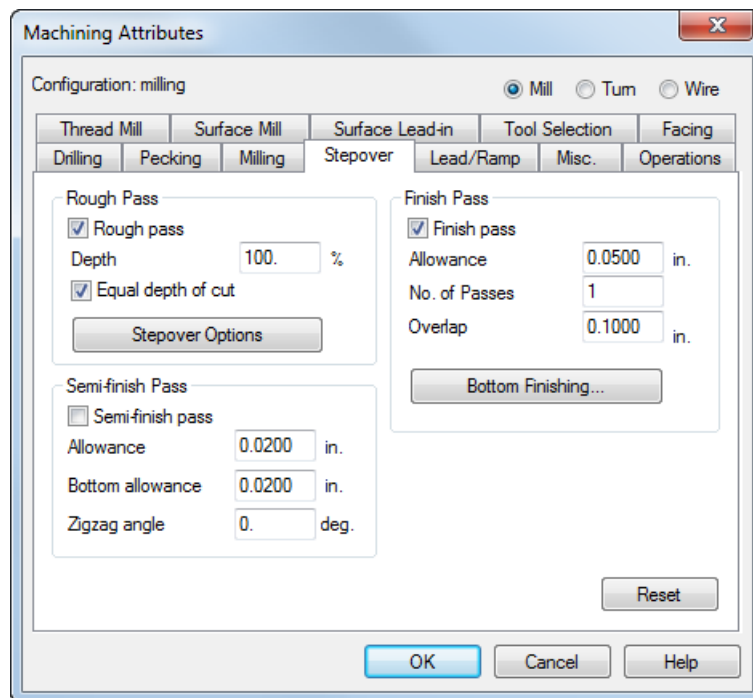 Machining Attributes
Configuration: milling
Mill Turn Wire
Thread Mill Surface Mill Surface Lead-in Tool Selection Facing
Drilling Pecking Milling Stepover Lead/Ramp Misc. Operations
Rough Pass
Rough pass
Depth 100. %
Equal depth of cut
Stepover Options
Semi-finish Pass
Semi-finish pass
Allowance 0.0200 in.
Bottom allowance 0.0200 in.
Zigzag angle 0. deg.
Finish Pass
Finish pass
Allowance 0.0500 in.
No. of Passes 1
Overlap 0.1000 in.
Bottom Finishing...
Reset
OK Cancel Help